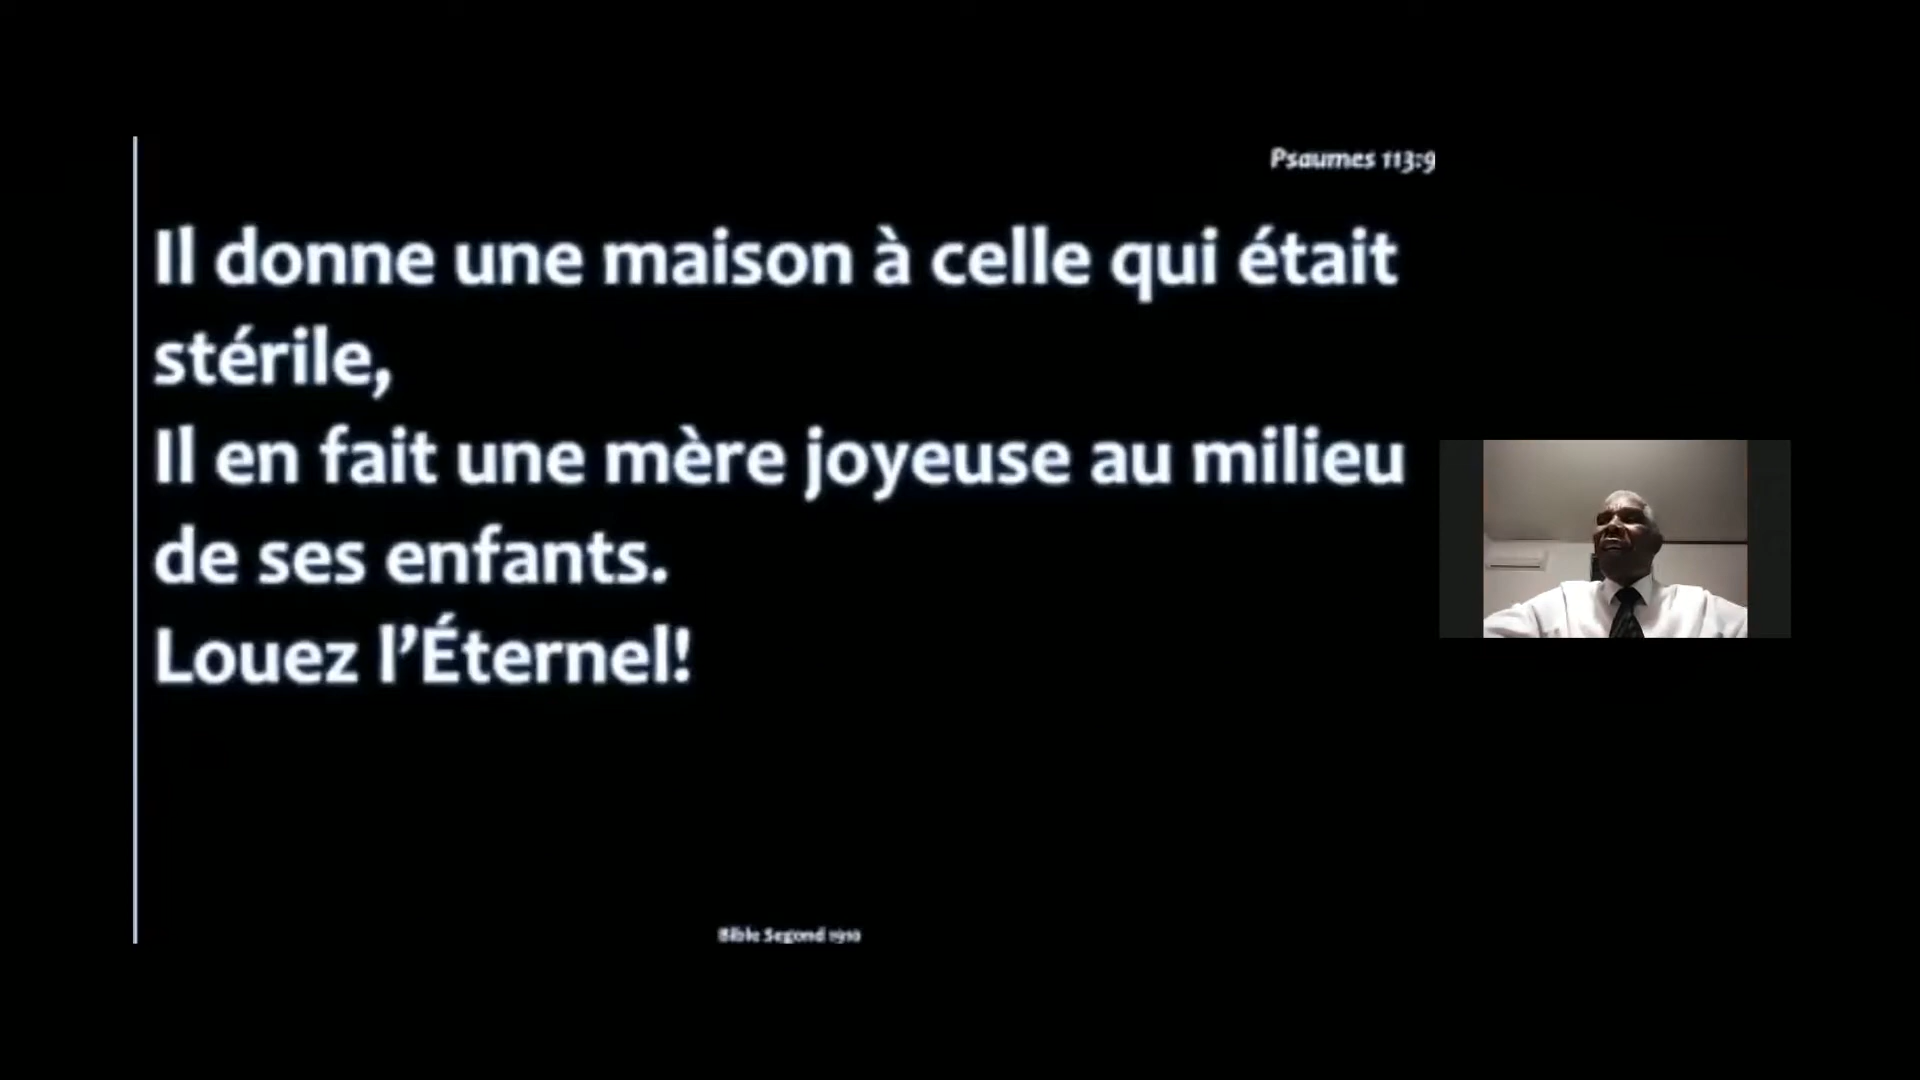 Psaumes 113:9
Il donne une maison à celle qui était
stérile,
Il en fait une mère joyeuse au milieu
de ses enfants.
Louez l’Éternel!
Bible Segond 1910